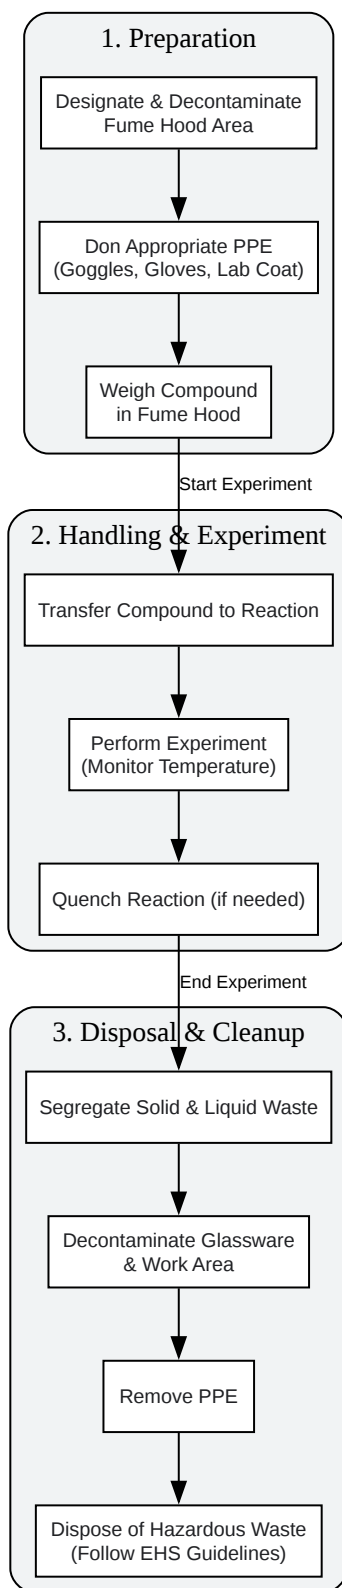 1. Preparation
Designate & Decontaminate
Fume Hood Area
Don Appropriate PPE
(Goggles, Gloves, Lab Coat)
Weigh Compound
in Fume Hood
Start Experiment
2. Handling & Experiment
Transfer Compound to Reaction
Perform Experiment
(Monitor Temperature)
Quench Reaction (if needed)
End Experiment
3. Disposal & Cleanup
Segregate Solid & Liquid Waste
Decontaminate Glassware
& Work Area
Remove PPE
Dispose of Hazardous Waste
(Follow EHS Guidelines)